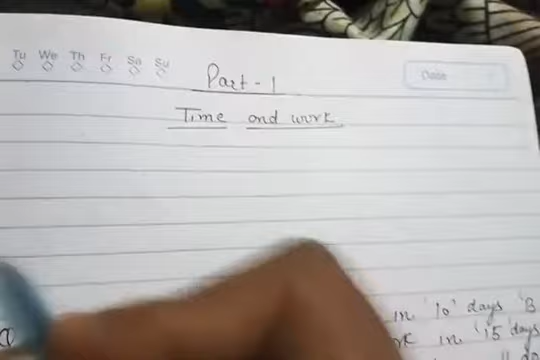 Tu We Th Fr Sa Su
Date
Part - 1
Time and work
in '10' days 'B
in '15' days